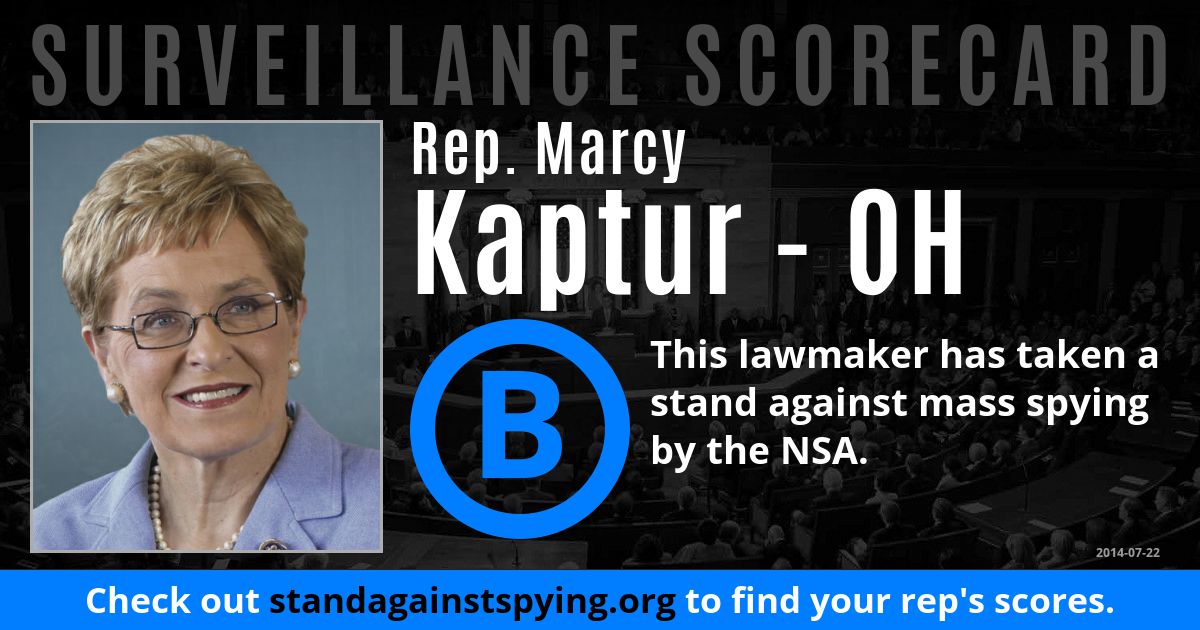 SURVEILLANCE SCORECARD
Rep. Marcy
Kaptur - OH
B
This lawmaker has taken a
stand against mass spying
by the NSA.
2014-07-22
Check out standagainstspying.org to find your rep's scores.